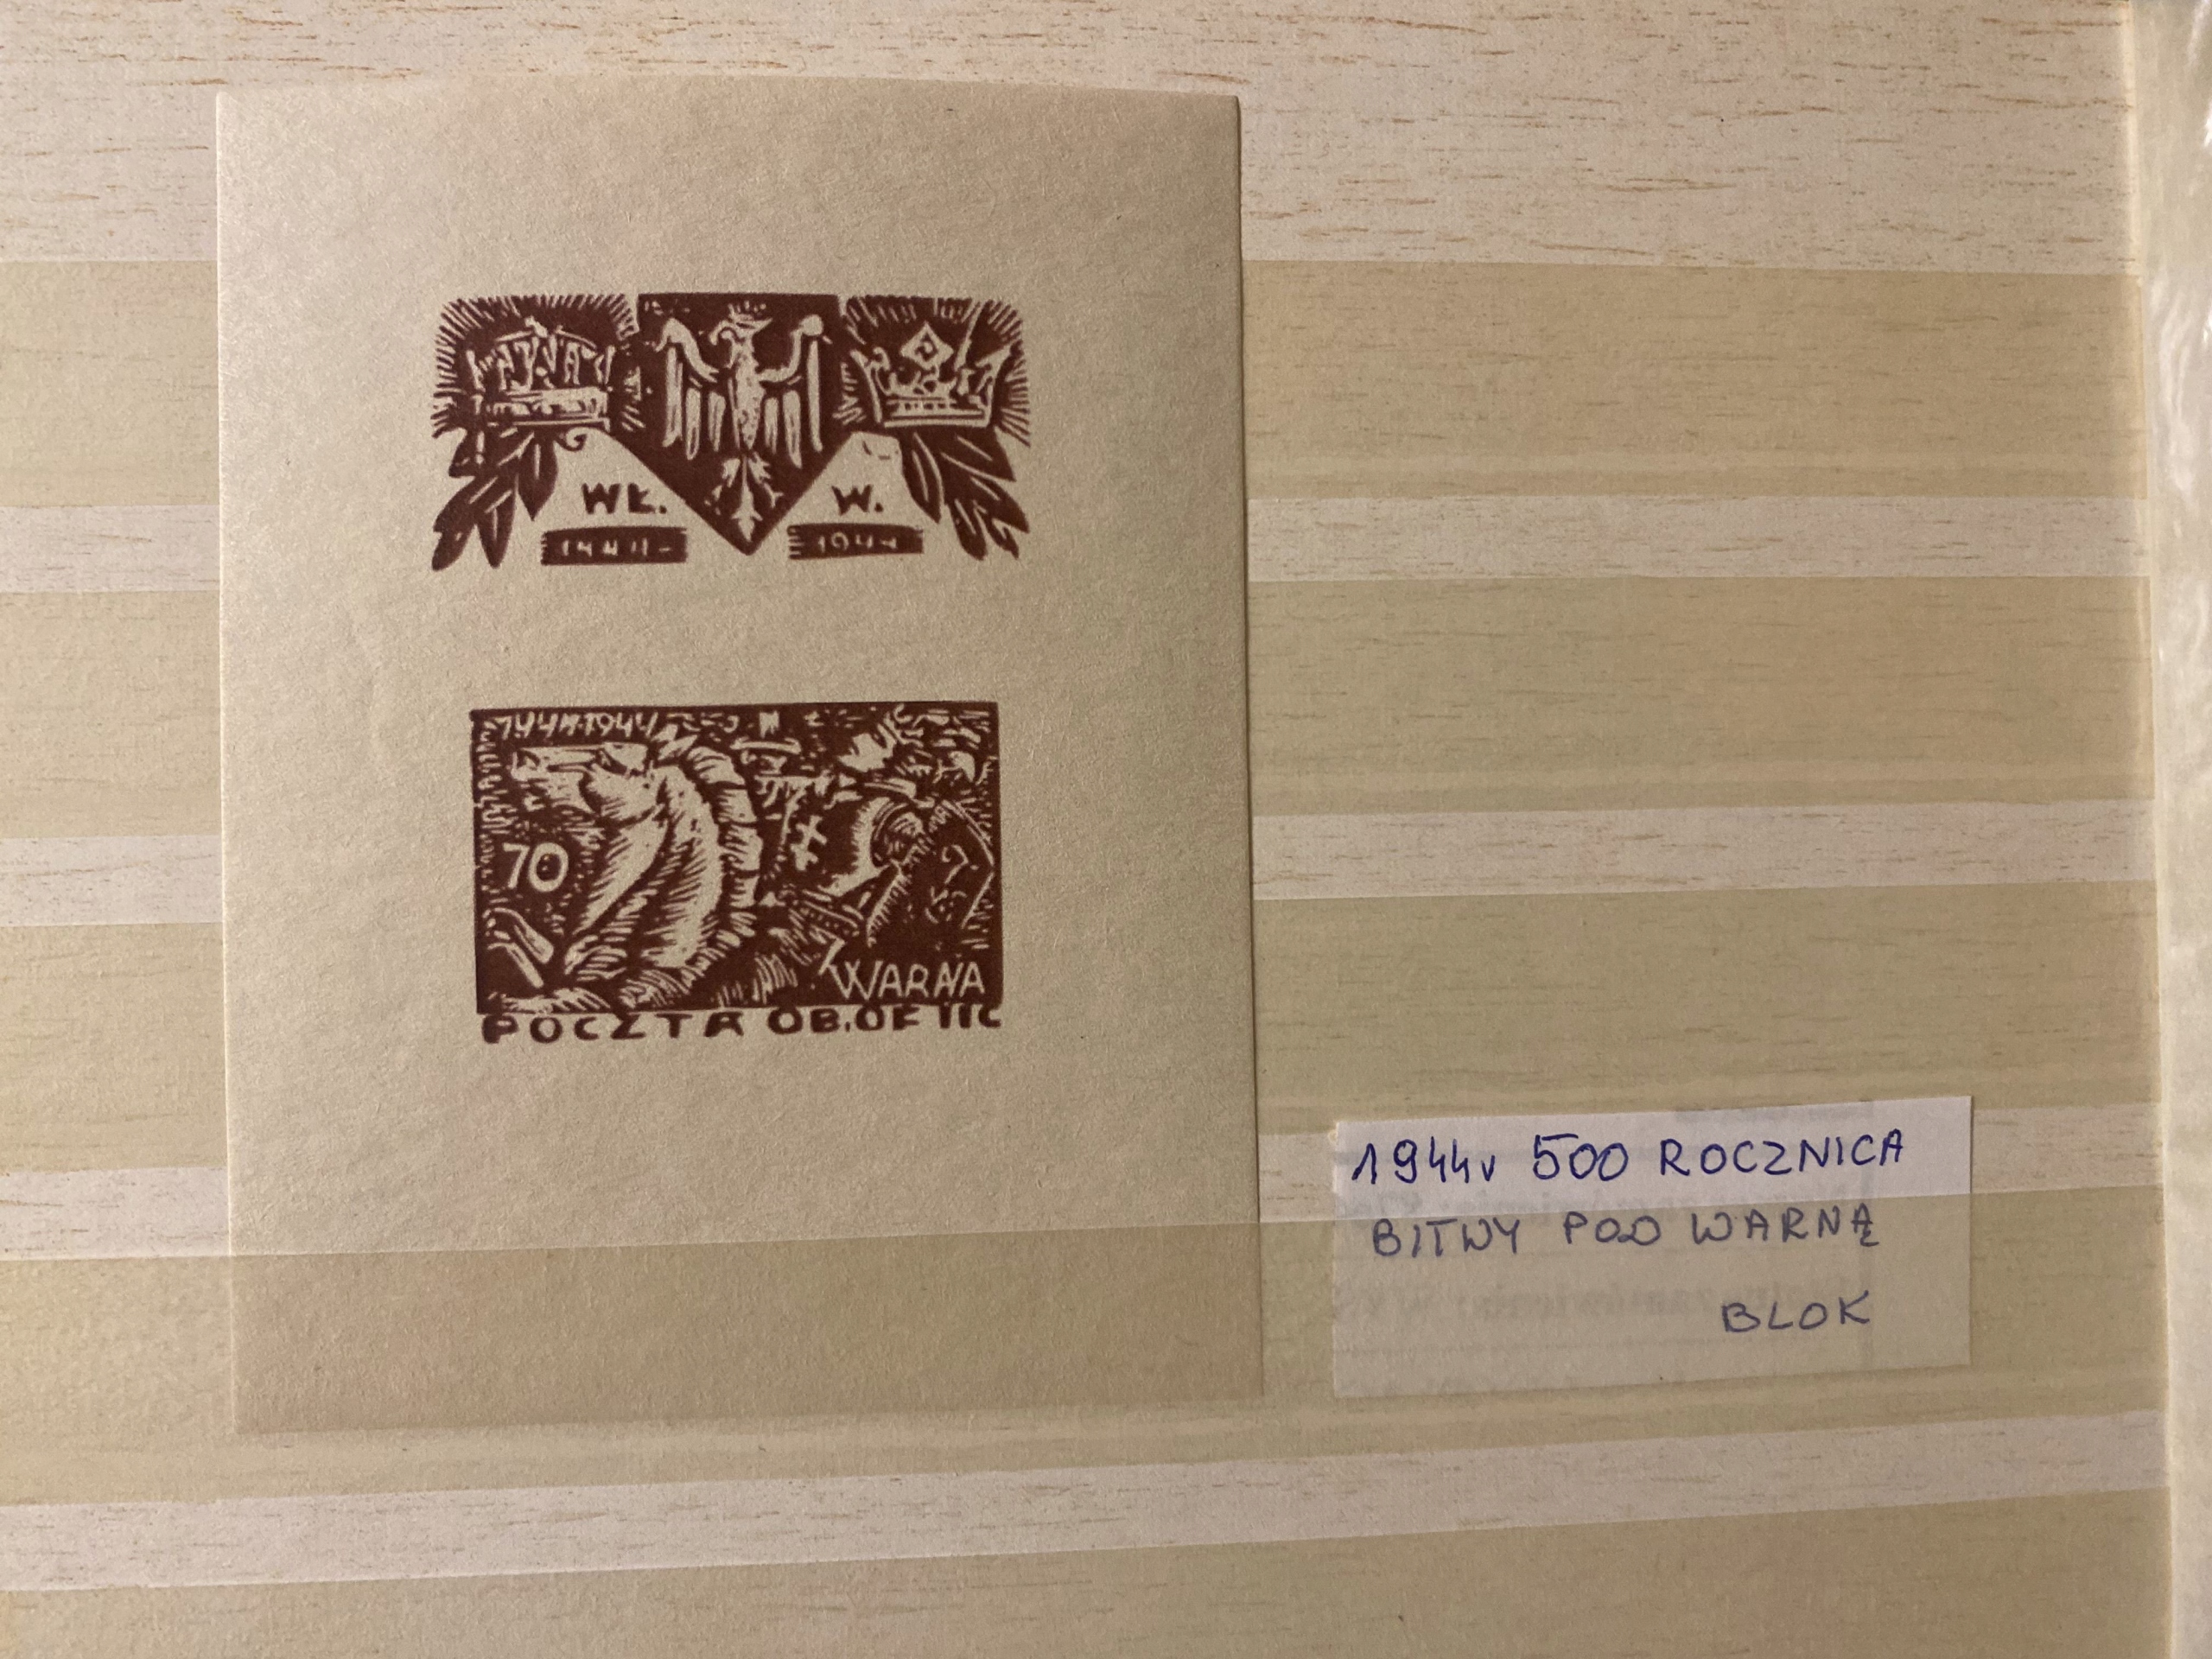 WŁ. W.
1444- 1944
1444-1944
70
WARNA
POCZTA OB.OF IIC
1944r 500 ROCZNICA
BITWY POD WARNĄ
BLOK